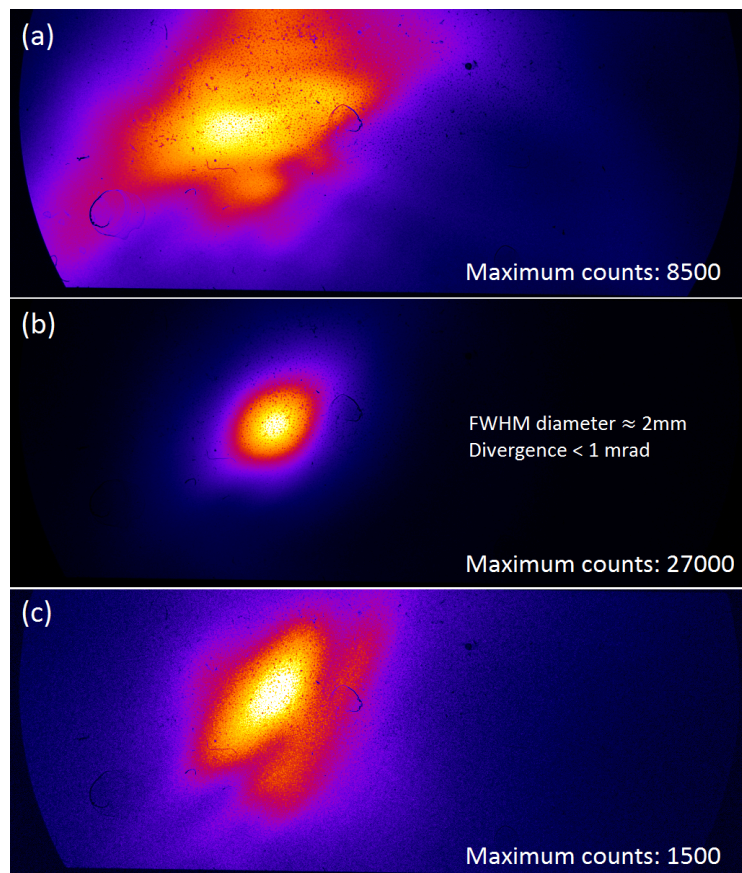 (a)
Maximum counts: 8500
(b)
FWHM diameter ≈ 2mm
Divergence < 1 mrad
Maximum counts: 27000
(c)
Maximum counts: 1500